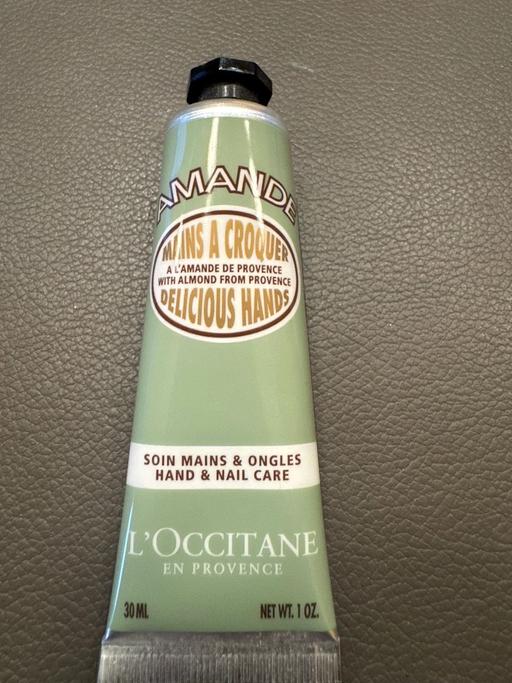 AMANDE
MAINS A CROQUER
A L'AMANDE DE PROVENCE
WITH ALMOND FROM PROVENCE
DELICIOUS HANDS
SOIN MAINS & ONGLES
HAND & NAIL CARE
L'OCCITANE
EN PROVENCE
30 ML NET WT. 1 OZ.